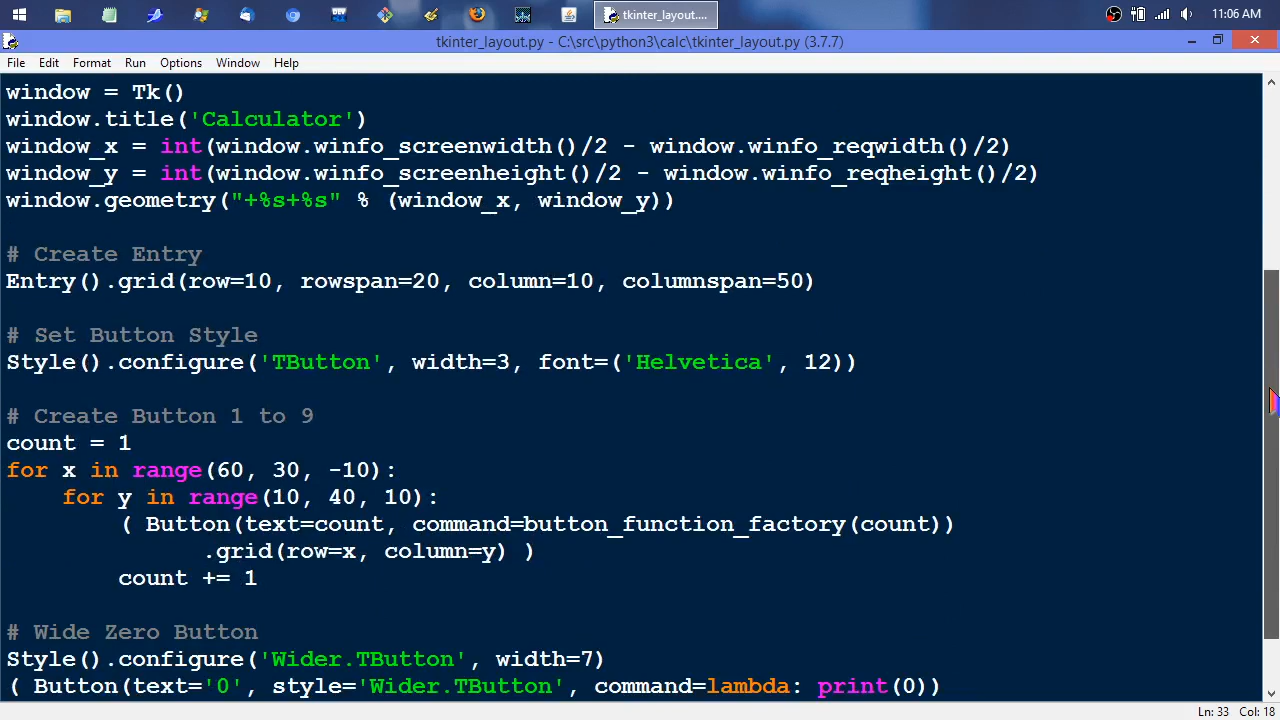 tkinter_layout....
11:06 AM
tkinter_layout.py - C:\src\python3\calc\tkinter_layout.py (3.7.7)
File Edit Format Run Options Window Help
window = Tk()
window.title('Calculator')
window_x = int(window.winfo_screenwidth()/2 - window.winfo_reqwidth()/2)
window_y = int(window.winfo_screenheight()/2 - window.winfo_reqheight()/2)
window.geometry("+%s+%s" % (window_x, window_y))
# Create Entry
Entry().grid(row=10, rowspan=20, column=10, columnspan=50)
# Set Button Style
Style().configure('TButton', width=3, font=('Helvetica', 12))
# Create Button 1 to 9
count = 1
for x in range(60, 30, -10):
    for y in range(10, 40, 10):
        ( Button(text=count, command=button_function_factory(count))
              .grid(row=x, column=y) )
        count += 1
# Wide Zero Button
Style().configure('Wider.TButton', width=7)
( Button(text='0', style='Wider.TButton', command=lambda: print(0))
Ln: 33 Col: 18